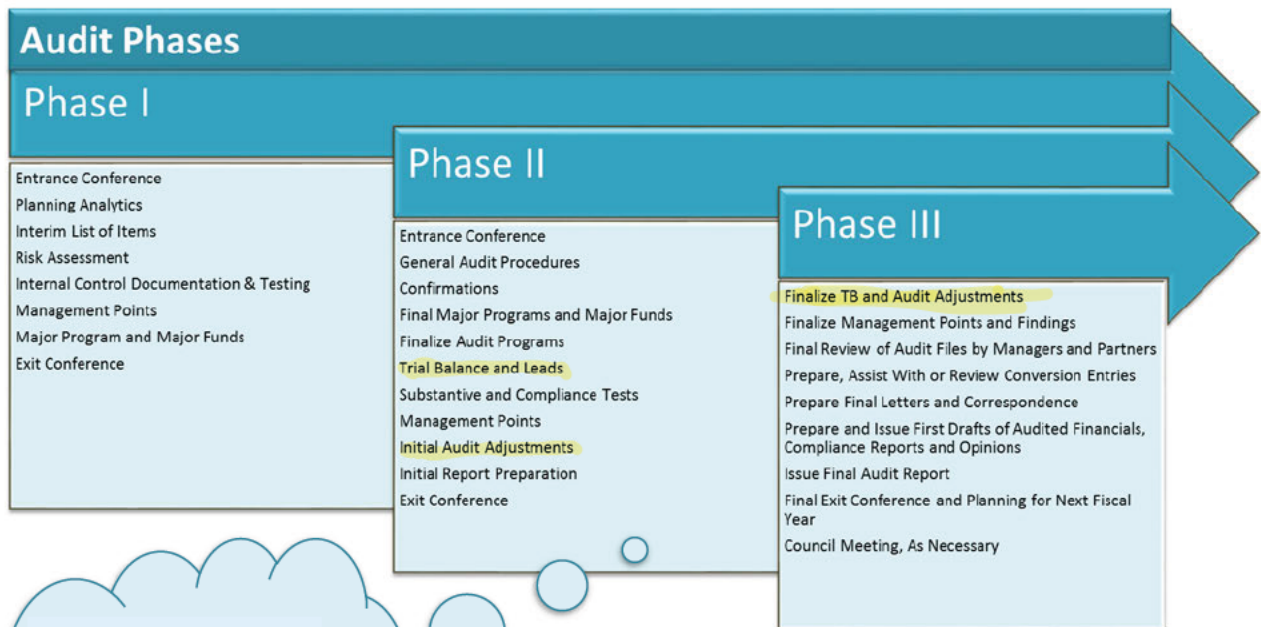 Audit Phases
Phase I
Entrance Conference
Planning Analytics
Interim List of Items
Risk Assessment
Internal Control Documentation & Testing
Management Points
Major Program and Major Funds
Exit Conference
Phase II
Entrance Conference
General Audit Procedures
Confirmations
Final Major Programs and Major Funds
Finalize Audit Programs
Trial Balance and Leads
Substantive and Compliance Tests
Management Points
Initial Audit Adjustments
Initial Report Preparation
Exit Conference
Phase III
Finalize TB and Audit Adjustments
Finalize Management Points and Findings
Final Review of Audit Files by Managers and Partners
Prepare, Assist With or Review Conversion Entries
Prepare Final Letters and Correspondence
Prepare and Issue First Drafts of Audited Financials,
Compliance Reports and Opinions
Issue Final Audit Report
Final Exit Conference and Planning for Next Fiscal
Year
Council Meeting, As Necessary